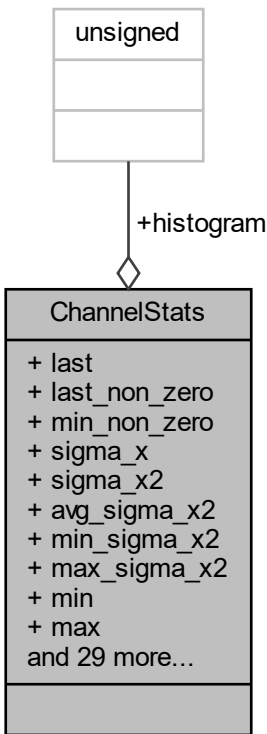 unsigned
+histogram
ChannelStats
+ last
+ last_non_zero
+ min_non_zero
+ sigma_x
+ sigma_x2
+ avg_sigma_x2
+ min_sigma_x2
+ max_sigma_x2
+ min
+ max
and 29 more...